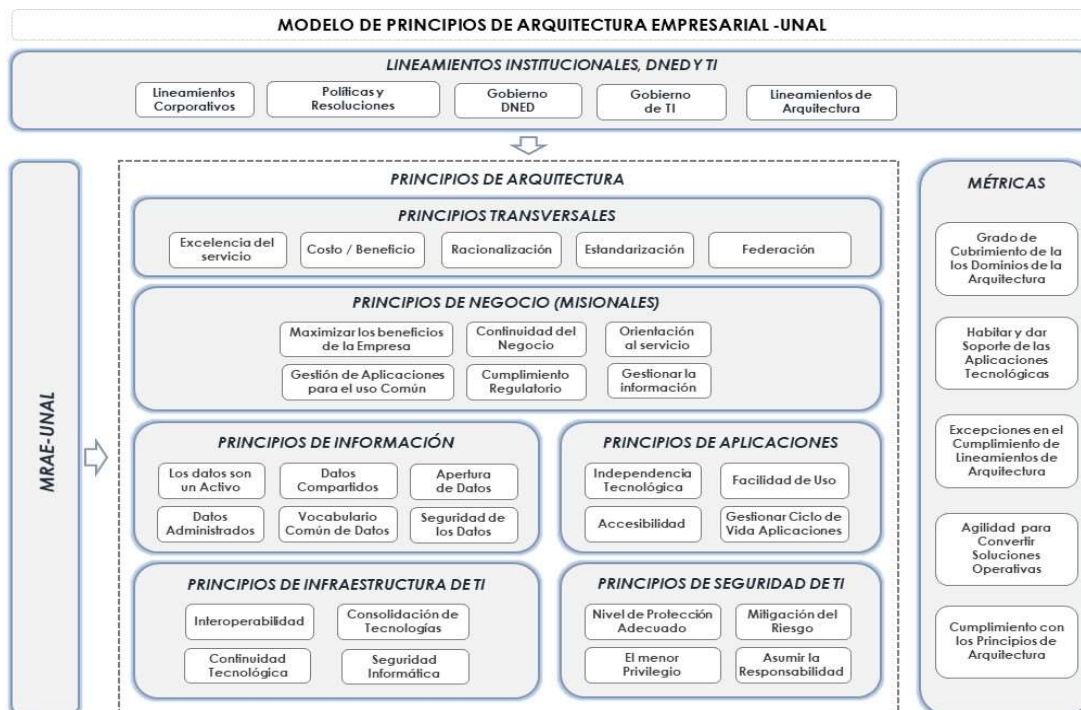 MODELO DE PRINCIPIOS DE ARQUITECTURA EMPRESARIAL -UNAL
LINEAMIENTOS INSTITUCIONALES, DNED Y TI
Lineamientos
Corporativos
Políticas y
Resoluciones
Gobierno
DNED
Gobierno
de TI
Lineamientos de
Arquitectura
MRAE-UNAL
PRINCIPIOS DE ARQUITECTURA
PRINCIPIOS TRANSVERSALES
Excelencia del
servicio
Costo / Beneficio
Racionalización
Estandarización
Federación
PRINCIPIOS DE NEGOCIO (MISIONALES)
Maximizar los beneficios
de la Empresa
Continuidad del
Negocio
Orientación
al servicio
Gestión de Aplicaciones
para el uso Común
Cumplimiento
Regulatorio
Gestionar la
información
PRINCIPIOS DE INFORMACIÓN
Los datos son
un Activo
Datos
Compartidos
Apertura
de Datos
Datos
Administrados
Vocabulario
Común de Datos
Seguridad de
los Datos
PRINCIPIOS DE APLICACIONES
Independencia
Tecnológica
Facilidad de Uso
Accesibilidad
Gestionar Ciclo de
Vida Aplicaciones
PRINCIPIOS DE INFRAESTRUCTURA DE TI
Interoperabilidad
Consolidación de
Tecnologías
Continuidad
Tecnológica
Seguridad
Informática
PRINCIPIOS DE SEGURIDAD DE TI
Nivel de Protección
Adecuado
Mitigación del
Riesgo
El menor
Privilegio
Asumir la
Responsabilidad
MÉTRICAS
Grado de
Cubrimiento de la
los Dominios de la
Arquitectura
Habitar y dar
Soporte de las
Aplicaciones
Tecnológicas
Excepciones en el
Cumplimiento de
Lineamientos de
Arquitectura
Agilidad para
Convertir
Soluciones
Operativas
Cumplimiento con
los Principios de
Arquitectura